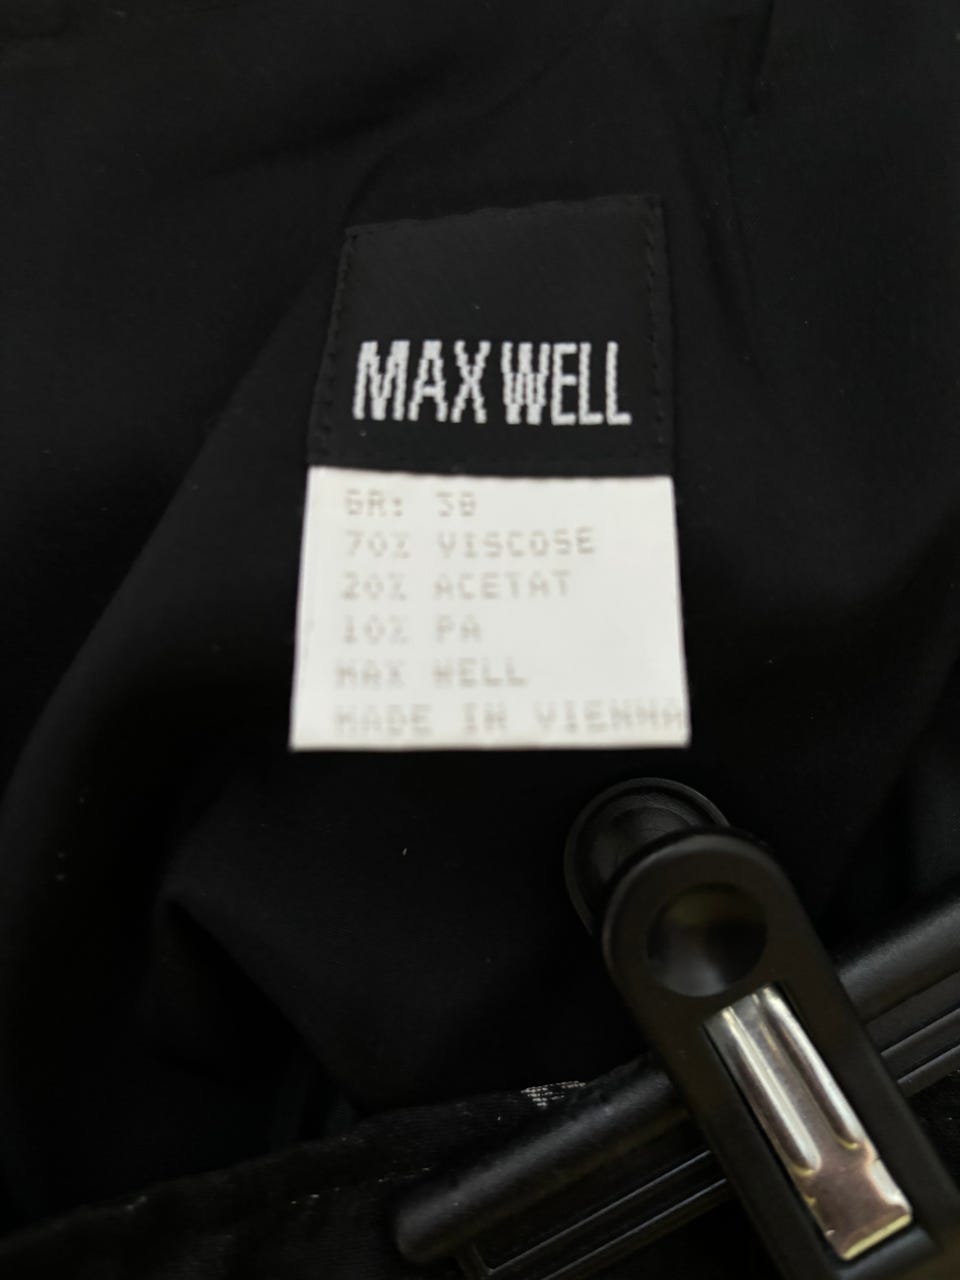 MAX WELL
GR: 38
70% VISCOSE
20% ACETAT
10% PA
MAX WELL
MADE IN VIENNA